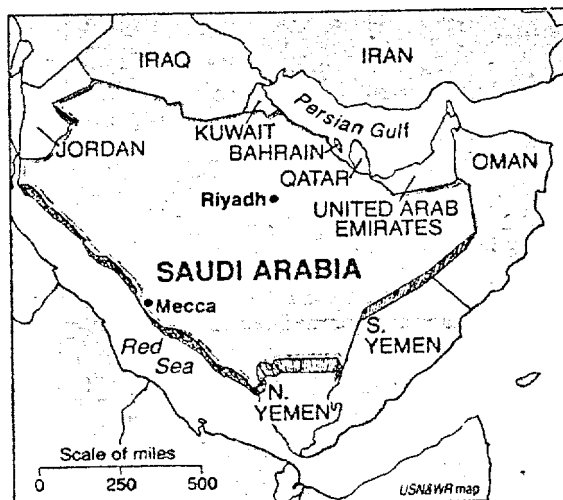 IRAQ
IRAN
JORDAN
KUWAIT
Persian Gulf
BAHRAIN
QATAR
OMAN
Riyadh
UNITED ARAB
EMIRATES
SAUDI ARABIA
Mecca
Red
Sea
S.
YEMEN
N.
YEMEN
Scale of miles
0 250 500
USN&WR map